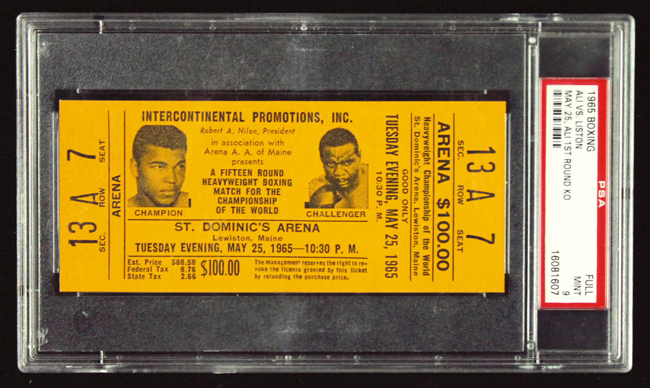 13 A 7
SEC. ROW SEAT
ARENA
INTERCONTINENTAL PROMOTIONS, INC.
Robert A. Nilon, President
in association with
Arena A. A. of Maine
presents
A FIFTEEN ROUND
HEAVYWEIGHT BOXING
MATCH FOR THE
CHAMPIONSHIP
OF THE WORLD
CHAMPION
CHALLENGER
ST. DOMINIC'S ARENA
Lewiston, Maine
TUESDAY EVENING, MAY 25, 1965—10:30 P. M.
Est. Price $88.58
Federal Tax 8.76
State Tax 2.66
$100.00
The management reserves the right to re-
voke the license granted by this ticket
by refunding the purchase price.
TUESDAY EVENING, MAY 25, 1965
10:30 P. M.
GOOD ONLY
St. Dominic's Arena, Lewiston, Maine
Heavyweight Championship of the World
ARENA $100.00
SEC. ROW SEAT
13 A 7
PSA
1965 BOXING
ALI VS. LISTON
MAY 25, ALI 1ST ROUND KO
FULL
MINT 9
16081607